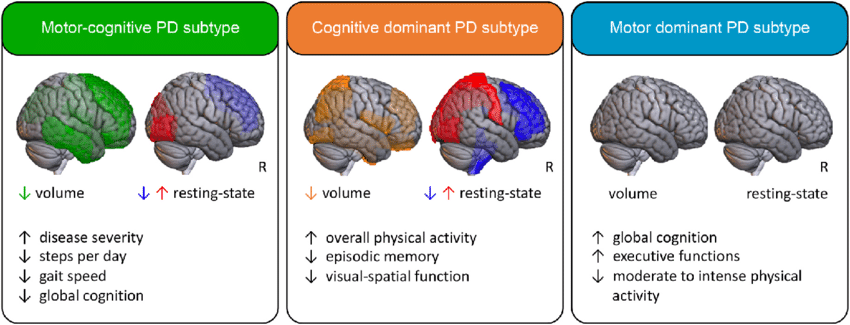 Motor-cognitive PD subtype
R
↓ volume
↓ ↑ resting-state
↑ disease severity
↓ steps per day
↓ gait speed
↓ global cognition
Cognitive dominant PD subtype
R
↓ volume
↓ ↑ resting-state
↑ overall physical activity
↓ episodic memory
↓ visual-spatial function
Motor dominant PD subtype
R
volume
resting-state
↑ global cognition
↑ executive functions
↓ moderate to intense physical
activity